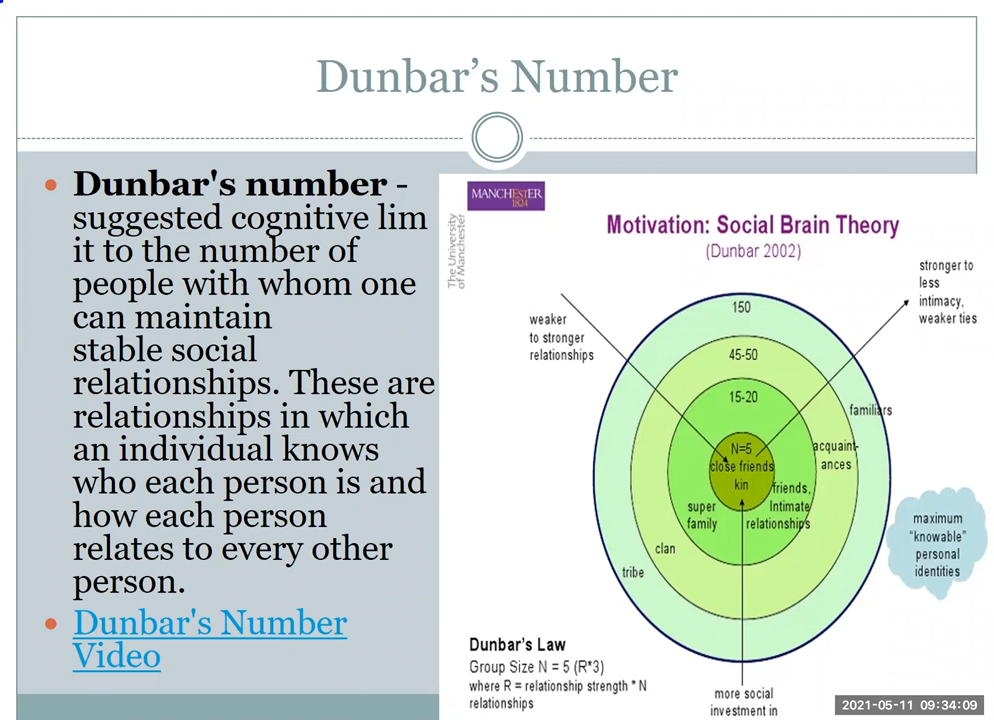 Dunbar’s Number
Dunbar's number -
suggested cognitive lim
it to the number of
people with whom one
can maintain
stable social
relationships. These are
relationships in which
an individual knows
who each person is and
how each person
relates to every other
person.
Dunbar's Number
Video
MANCHESTER
1824
The University
of Manchester
Motivation: Social Brain Theory
(Dunbar 2002)
stronger to
less
intimacy,
weaker ties
weaker
to stronger
relationships
150
45-50
15-20
N=5
close friends
kin
familiars
acquaint-
ances
friends,
Intimate
relationships
super
family
clan
tribe
maximum
“knowable”
personal
identities
Dunbar’s Law
Group Size N = 5 (R*3)
where R = relationship strength * N
relationships
more social
investment in
2021-05-11 09:34:09